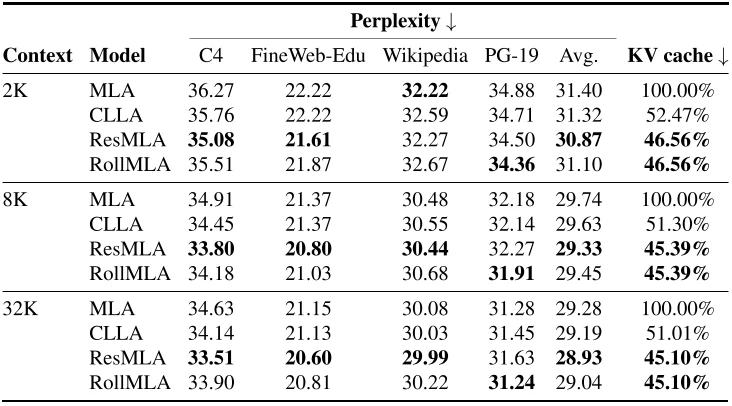 Perplexity ↓
Context Model C4 FineWeb-Edu Wikipedia PG-19 Avg. KV cache ↓
2K MLA 36.27 22.22 32.22 34.88 31.40 100.00%
CLLA 35.76 22.22 32.59 34.71 31.32 52.47%
ResMLA 35.08 21.61 32.27 34.50 30.87 46.56%
RollMLA 35.51 21.87 32.67 34.36 31.10 46.56%
8K MLA 34.91 21.37 30.48 32.18 29.74 100.00%
CLLA 34.45 21.37 30.55 32.14 29.63 51.30%
ResMLA 33.80 20.80 30.44 32.27 29.33 45.39%
RollMLA 34.18 21.03 30.68 31.91 29.45 45.39%
32K MLA 34.63 21.15 30.08 31.28 29.28 100.00%
CLLA 34.14 21.13 30.03 31.45 29.19 51.01%
ResMLA 33.51 20.60 29.99 31.63 28.93 45.10%
RollMLA 33.90 20.81 30.22 31.24 29.04 45.10%